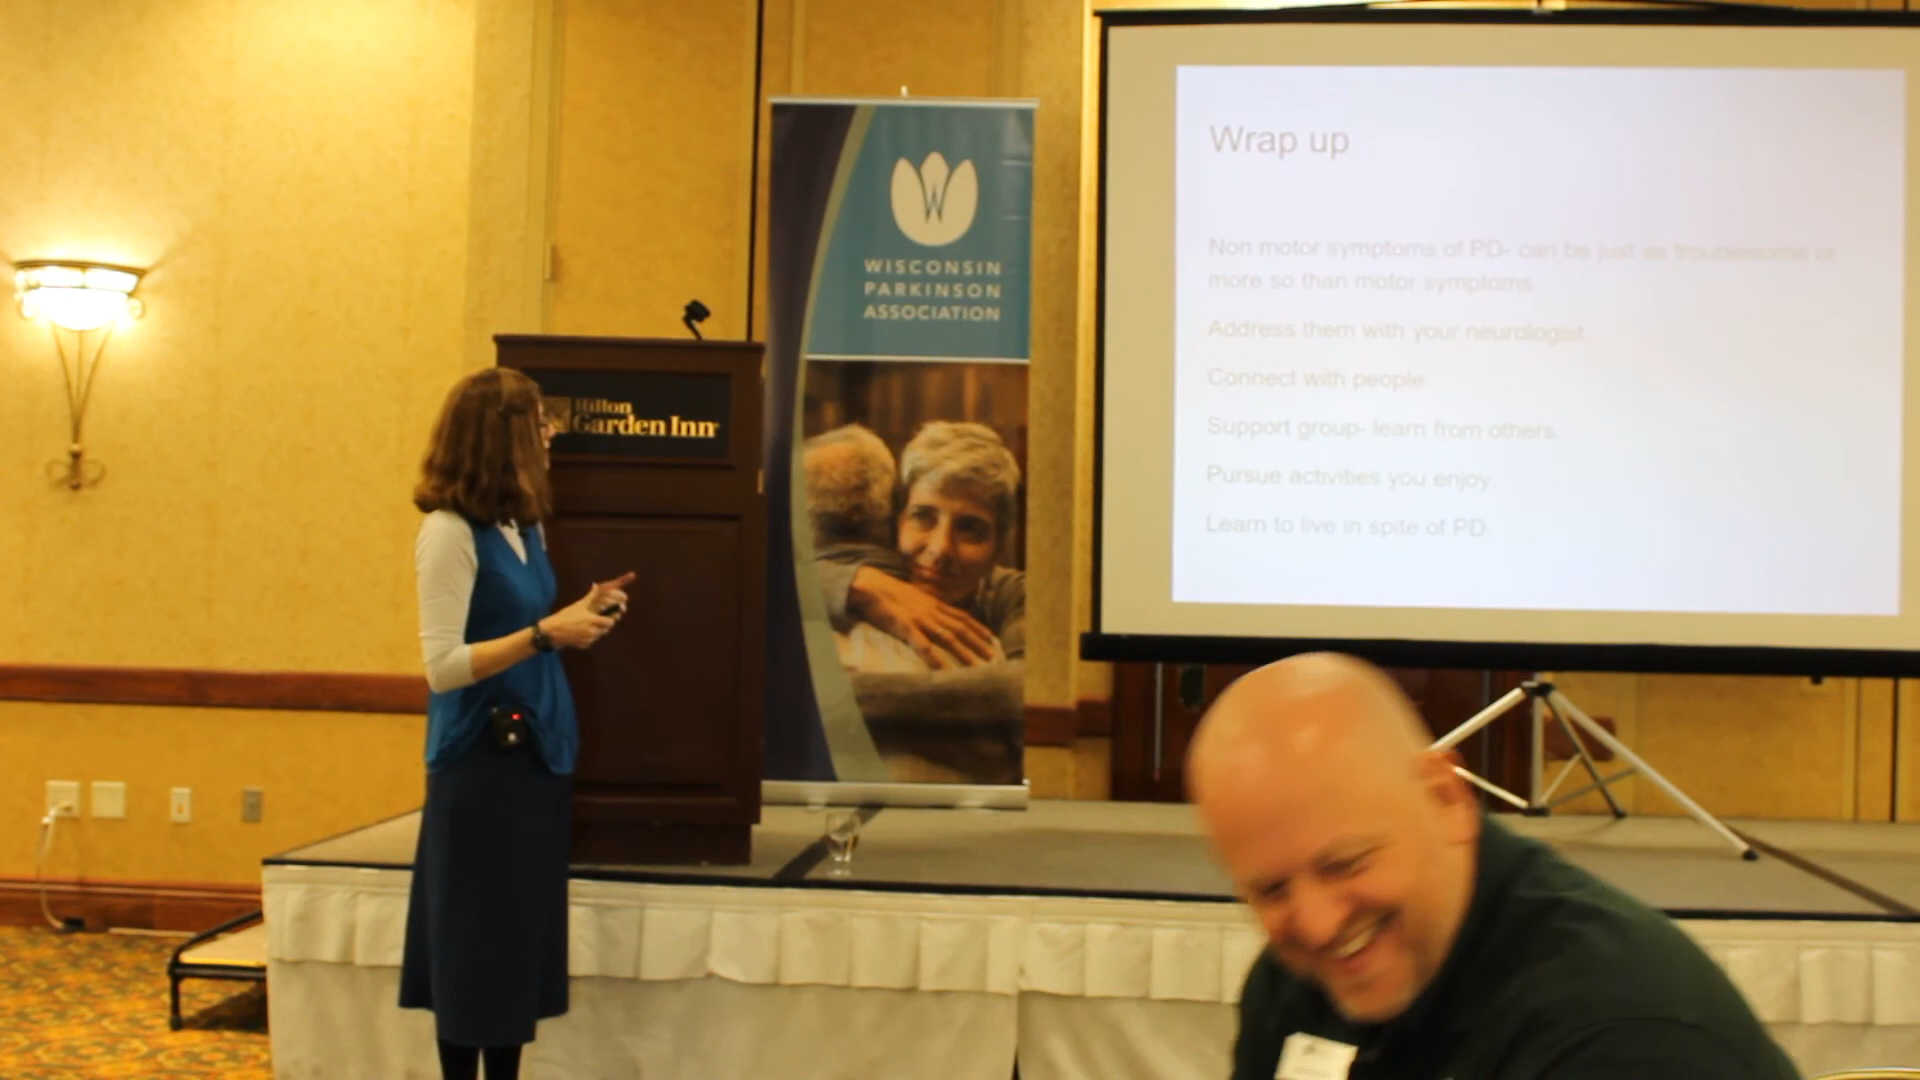 Wrap up
Non motor symptoms of PD- can be just as troublesome or
more so than motor symptoms
Address them with your neurologist
Connect with people
Support group- learn from others
Pursue activities you enjoy.
Learn to live in spite of PD.
W
WISCONSIN
PARKINSON
ASSOCIATION
Hilton
Garden Inn